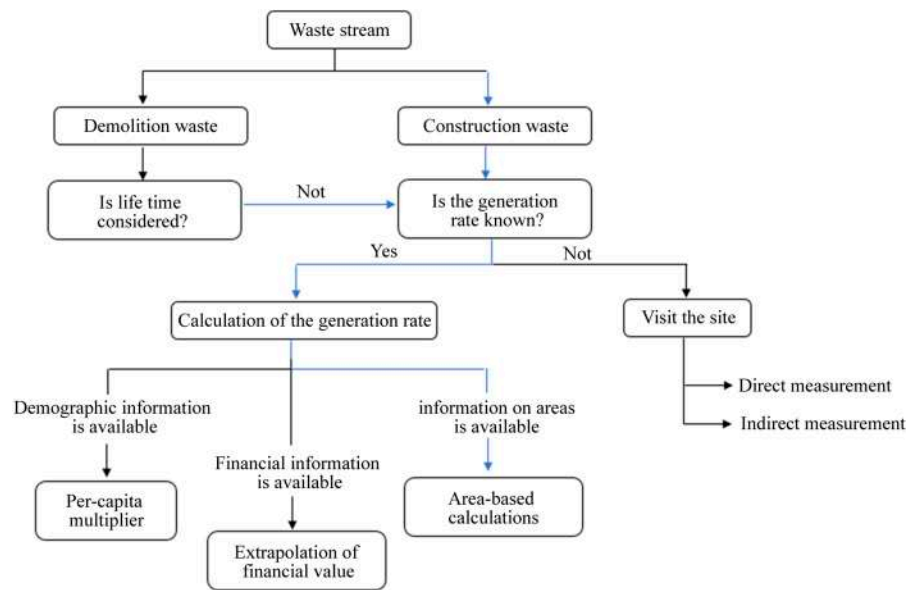 Waste stream
Demolition waste
Construction waste
Is life time
considered?
Not
Is the generation
rate known?
Yes
Not
Calculation of the generation rate
Visit the site
Direct measurement
Indirect measurement
Demographic information
is available
Financial information
is available
information on areas
is available
Per-capita
multiplier
Extrapolation of
financial value
Area-based
calculations